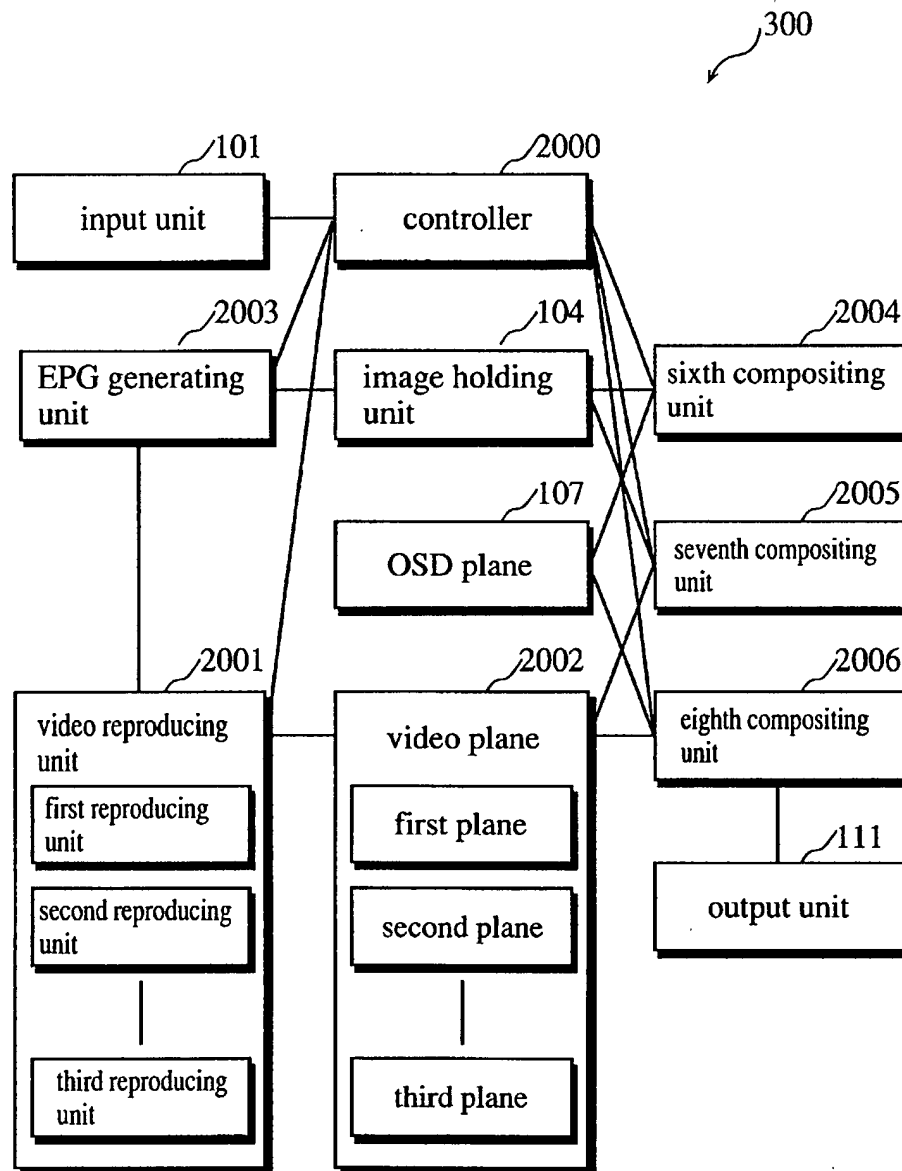 300
101
2000
input unit
controller
2003
104
2004
EPG generating
unit
image holding
unit
sixth compositing
unit
107
2005
OSD plane
seventh compositing
unit
2001
2002
2006
video reproducing
unit
video plane
eighth compositing
unit
first reproducing
unit
first plane
111
second reproducing
unit
second plane
output unit
third reproducing
unit
third plane